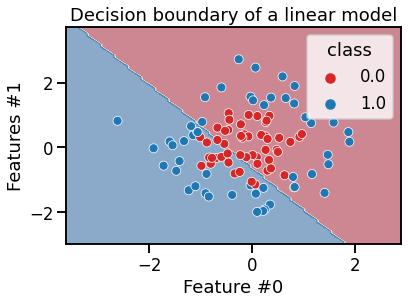 Decision boundary of a linear model
class
0.0
1.0
Features #1
2
0
−2
−2
0
2
Feature #0